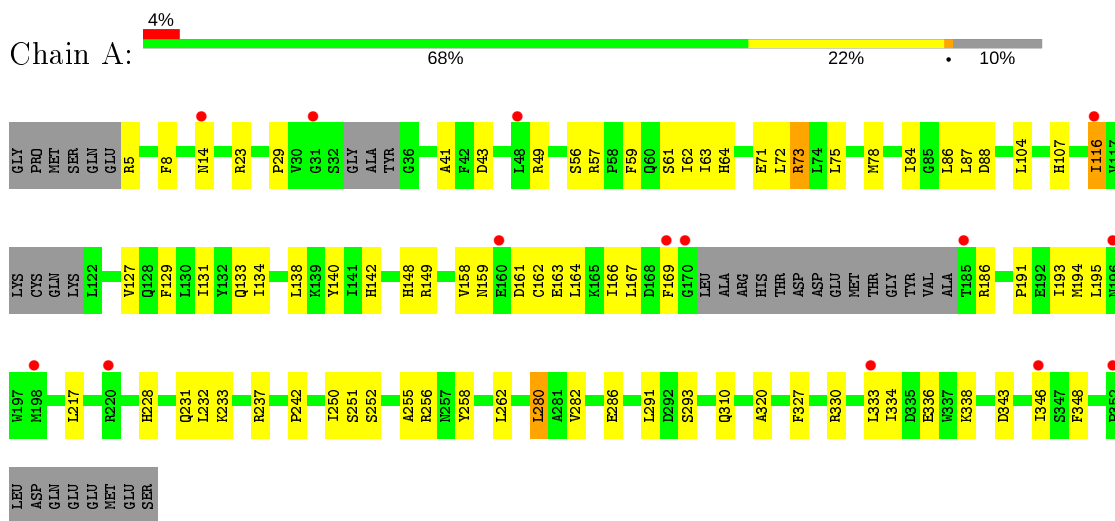 4%
Chain A:
68% 22% • 10%
GLY PRO MET SER GLN GLU R5 F8 N14 R23 P29 V30 G31 S32 GLY ALA TYR G36 A41 F42 D43 L48 R49 S56 R57 P58 F59 Q60 S61 I62 I63 H64 E71 L72 R73 L74 L75 M78 I84 G85 L86 L87 D88 L104 H107 I116 V117
LYS CYS GLN LYS L122 V127 Q128 F129 L130 I131 Y132 Q133 I134 L138 K139 Y140 I141 H142 H148 R149 V158 N159 E160 D161 C162 E163 L164 K165 I166 L167 D168 F169 G170 LEU ALA ARG HIS THR ASP ASP GLU MET THR GLY TYR VAL ALA T185 R186 P191 E192 I193 M194 L195 N196
W197 M198 L217 R220 H228 Q231 L232 K233 R237 P242 I250 S251 S252 A255 R256 N257 Y258 L262 L280 A281 V282 E286 L291 D292 S293 Q310 A320 F327 R330 L333 I334 D335 E336 W337 K338 D343 I346 S347 F348
LEU ASP GLN GLU GLU MET GLU SER